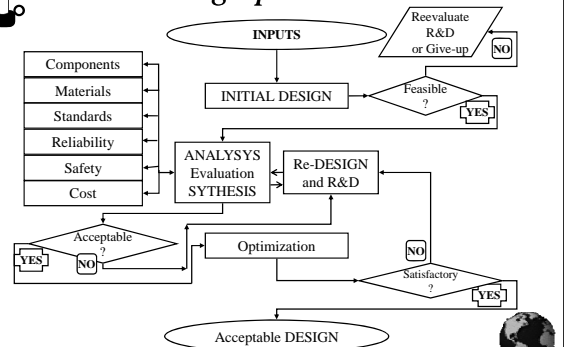 INPUTS
Reevaluate
R&D
or Give-up
NO
INITIAL DESIGN
Feasible
?
YES
Components
Materials
Standards
Reliability
Safety
Cost
ANALYSYS
Evaluation
SYTHESIS
Re-DESIGN
and R&D
Acceptable
?
YES
NO
Optimization
NO
Satisfactory
?
YES
Acceptable DESIGN